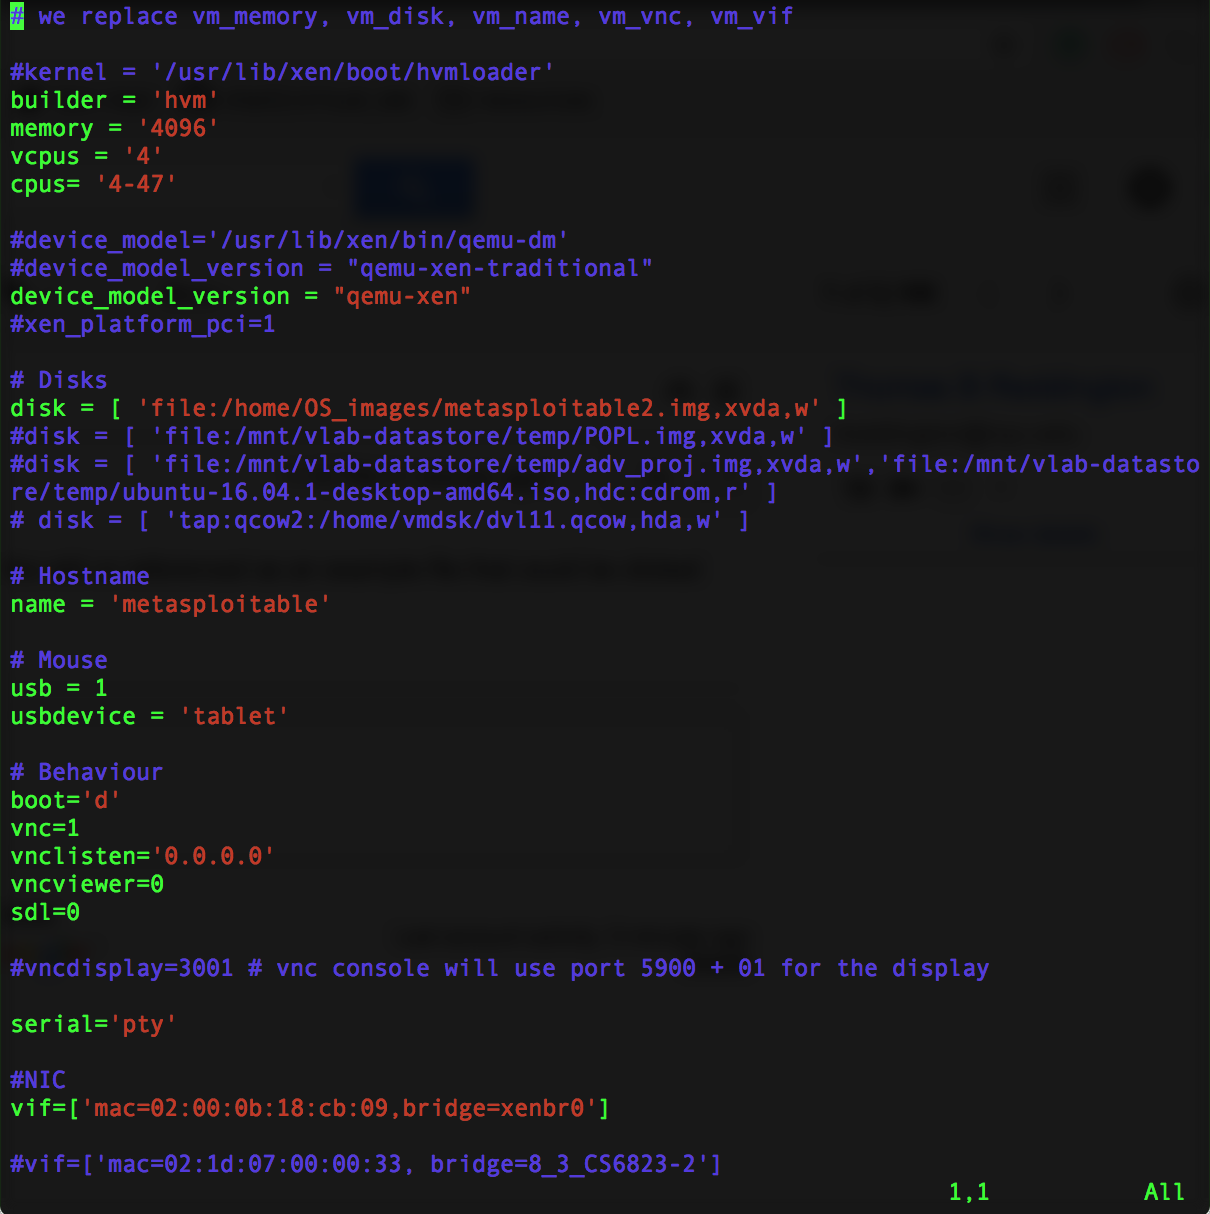 # we replace vm_memory, vm_disk, vm_name, vm_vnc, vm_vif
#kernel = '/usr/lib/xen/boot/hvmloader'
builder = 'hvm'
memory = '4096'
vcpus = '4'
cpus= '4-47'
#device_model='/usr/lib/xen/bin/qemu-dm'
#device_model_version = "qemu-xen-traditional"
device_model_version = "qemu-xen"
#xen_platform_pci=1
# Disks
disk = [ 'file:/home/OS_images/metasploitable2.img,xvda,w' ]
#disk = [ 'file:/mnt/vlab-datastore/temp/POPL.img,xvda,w' ]
#disk = [ 'file:/mnt/vlab-datastore/temp/adv_proj.img,xvda,w','file:/mnt/vlab-datasto
re/temp/ubuntu-16.04.1-desktop-amd64.iso,hdc:cdrom,r' ]
# disk = [ 'tap:qcow2:/home/vmdsk/dvl11.qcow,hda,w' ]
# Hostname
name = 'metasploitable'
# Mouse
usb = 1
usbdevice = 'tablet'
# Behaviour
boot='d'
vnc=1
vnclisten='0.0.0.0'
vncviewer=0
sdl=0
#vncdisplay=3001 # vnc console will use port 5900 + 01 for the display
serial='pty'
#NIC
vif=['mac=02:00:0b:18:cb:09,bridge=xenbr0']
#vif=['mac=02:1d:07:00:00:33, bridge=8_3_CS6823-2']
1,1 All